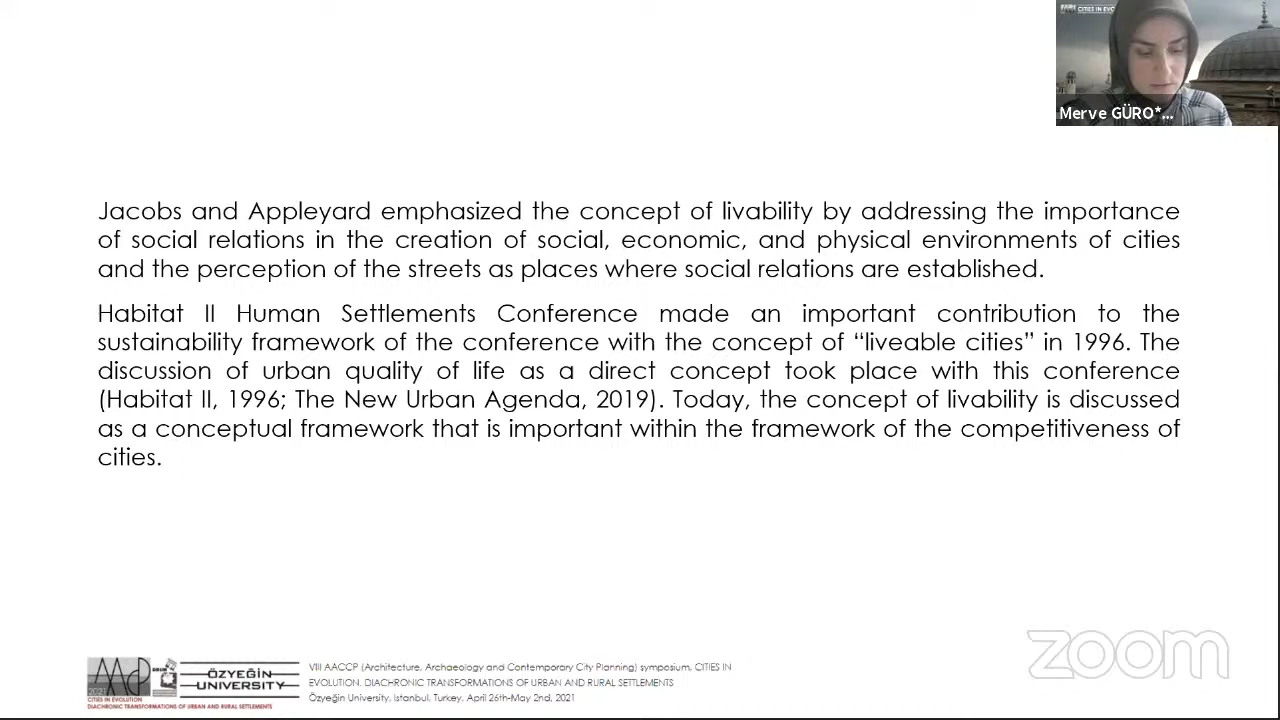 CITIES IN EVO
Merve GÜRO*...
Jacobs and Appleyard emphasized the concept of livability by addressing the importance
of social relations in the creation of social, economic, and physical environments of cities
and the perception of the streets as places where social relations are established.
Habitat II Human Settlements Conference made an important contribution to the
sustainability framework of the conference with the concept of “liveable cities” in 1996. The
discussion of urban quality of life as a direct concept took place with this conference
(Habitat II, 1996; The New Urban Agenda, 2019). Today, the concept of livability is discussed
as a conceptual framework that is important within the framework of the competitiveness of
cities.
zoom
2021
CITIES IN EVOLUTION
DIACHRONIC TRANSFORMATIONS OF URBAN AND RURAL SETTLEMENTS
ÖZYEĞİN
UNIVERSITY
VIII AACCP (Architecture, Archaeology and Contemporary City Planning) symposium, CITIES IN
EVOLUTION. DIACHRONIC TRANSFORMATIONS OF URBAN AND RURAL SETTLEMENTS
Özyeğin University, Istanbul, Turkey, April 26th-May 2nd, 2021